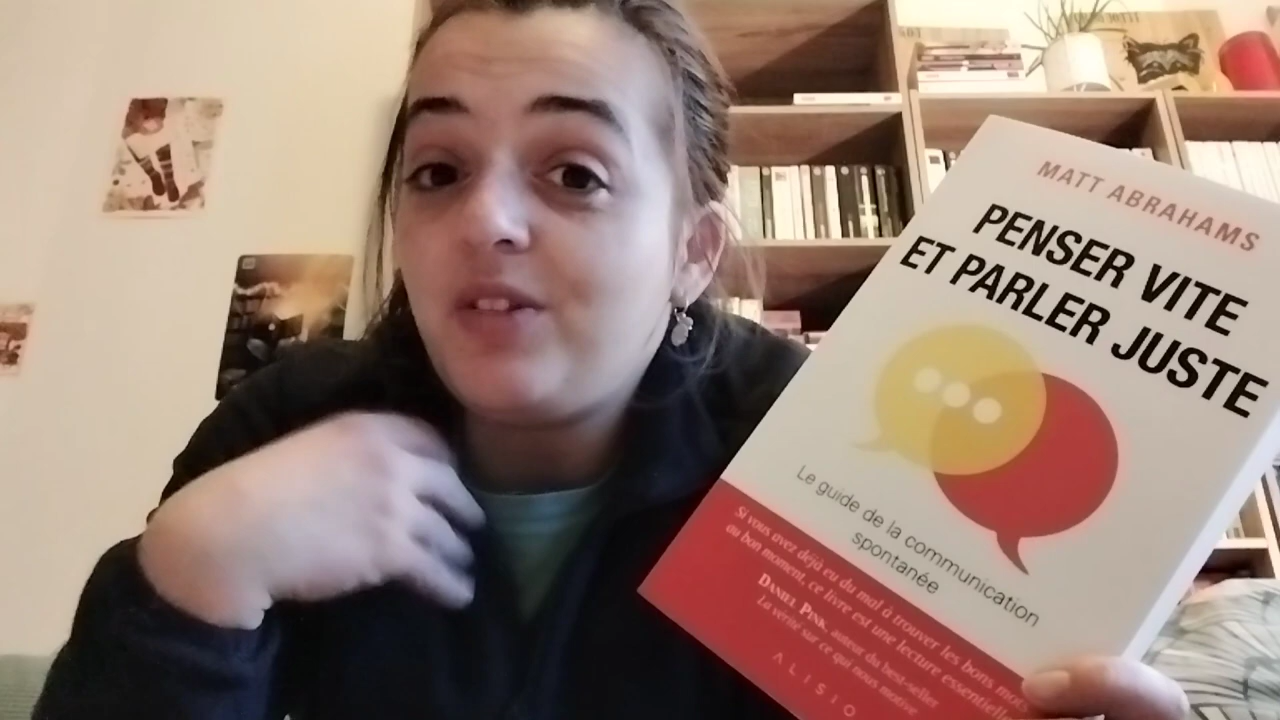 MATT ABRAHAMS
PENSER VITE
ET PARLER JUSTE
Le guide de la communication
spontanée
Si vous avez déjà eu du mal à trouver les bons mots
au bon moment, ce livre est une lecture essentielle
DANIEL PINK, auteur du best-seller
La vérité sur ce qui nous motive
ALISIO